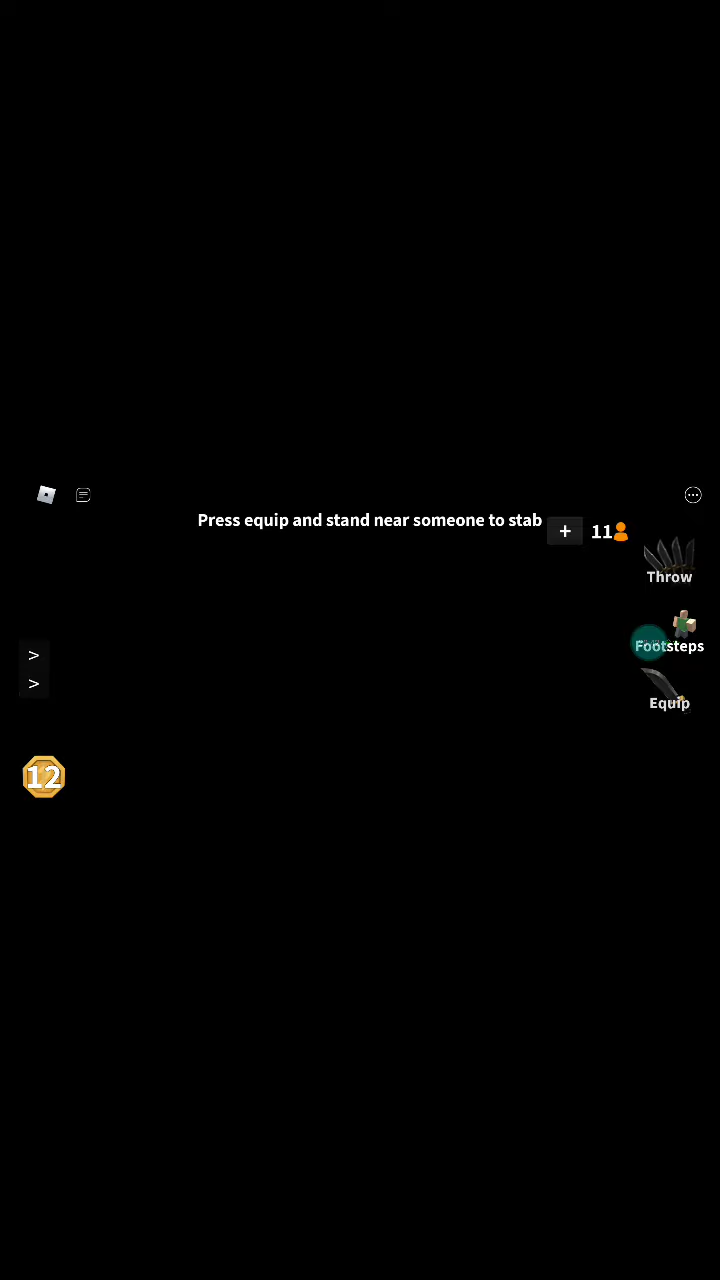 Press equip and stand near someone to stab
+
11
Throw
Footsteps
>
>
Equip
12